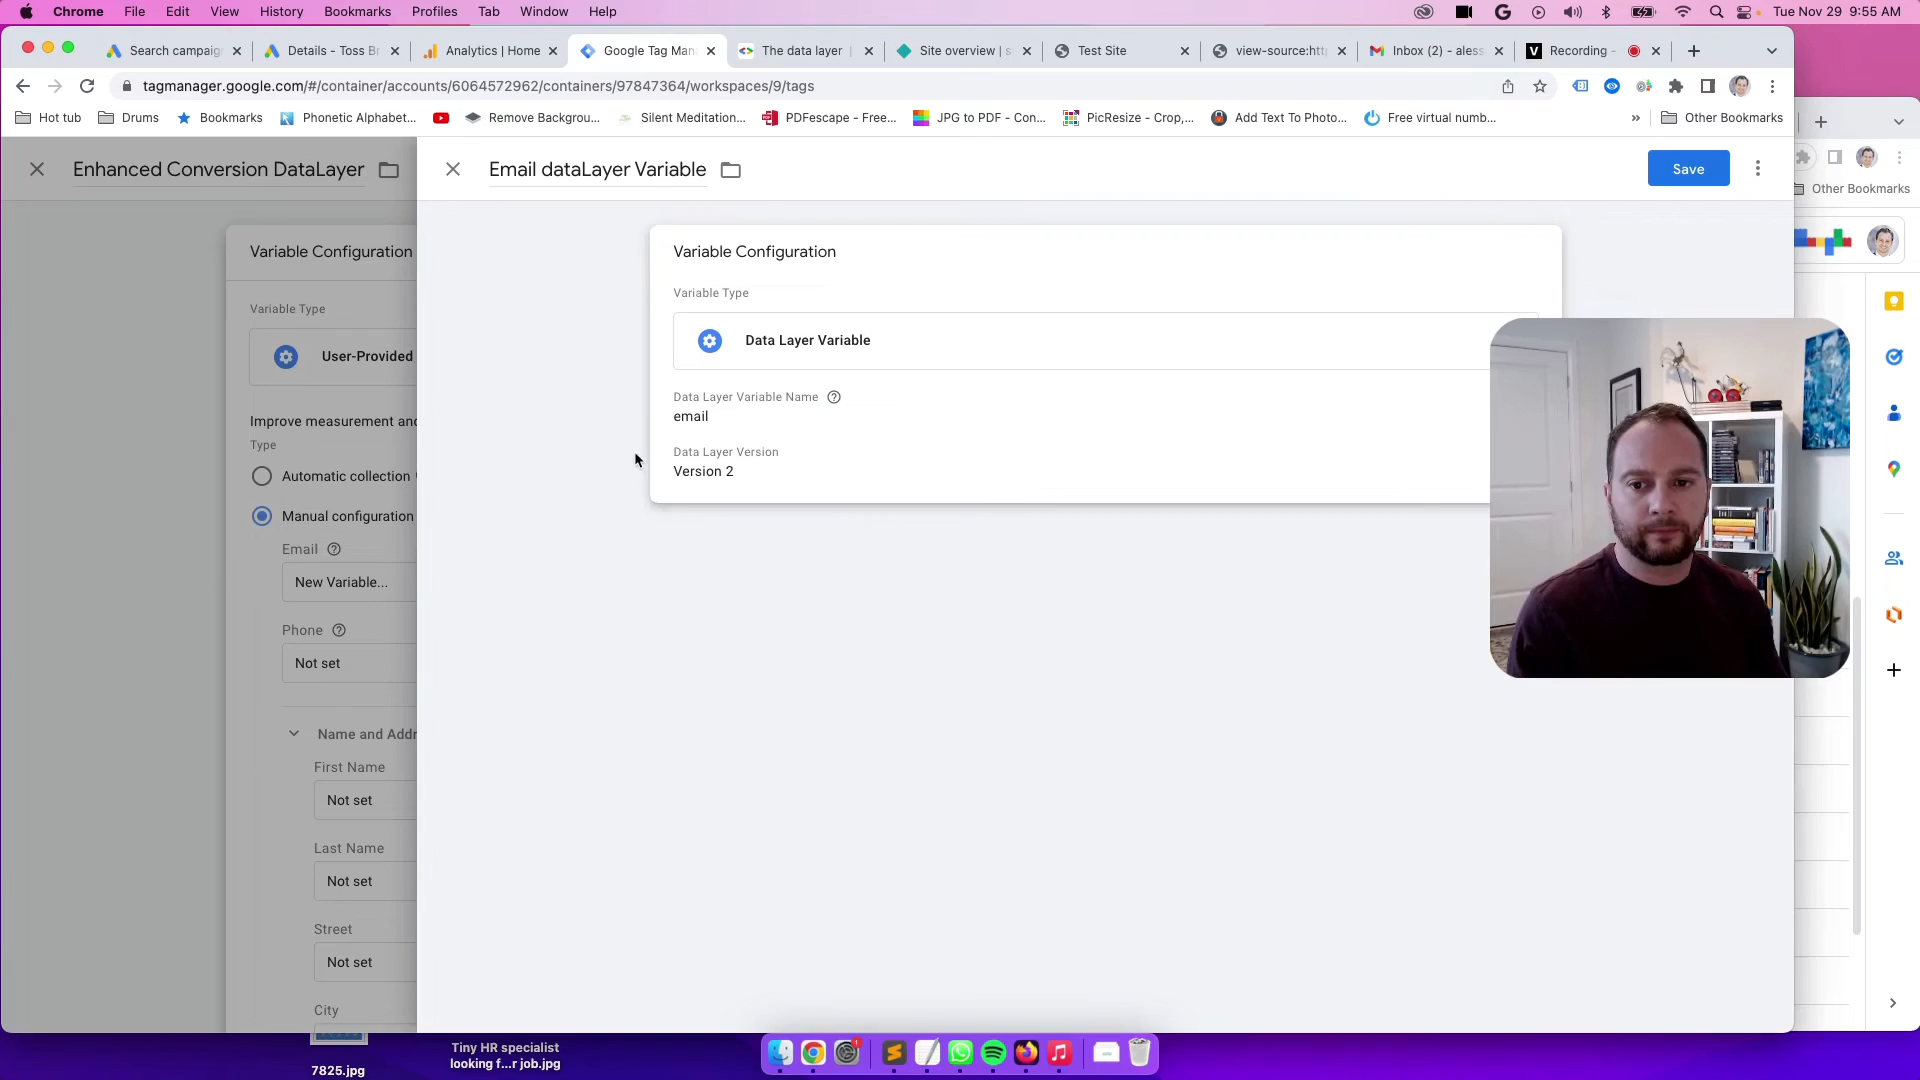 Chrome File Edit View History Bookmarks Profiles Tab Window Help Tue Nov 29 9:55 AM
Search campaig Details - Toss Br Analytics | Home Google Tag Man The data layer | Site overview | s Test Site view-source:htt Inbox (2) - aless Recording -
tagmanager.google.com/#/container/accounts/6064572962/containers/97847364/workspaces/9/tags
Hot tub Drums Bookmarks Phonetic Alphabet... Remove Backgrou... Silent Meditation... PDFescape - Free... JPG to PDF - Con... PicResize - Crop,... Add Text To Photo... Free virtual numb... » Other Bookmarks
Other Bookmarks
Enhanced Conversion DataLayer
Email dataLayer Variable
Save
Variable Configuration
Variable Type
User-Provided
Improve measurement and
Type
Automatic collection
Manual configuration
Email
New Variable...
Phone
Not set
Name and Addr
First Name
Not set
Last Name
Not set
Street
Not set
City
Variable Configuration
Variable Type
Data Layer Variable
Data Layer Variable Name
email
Data Layer Version
Version 2
7825.jpg
Tiny HR specialist
looking f...r job.jpg